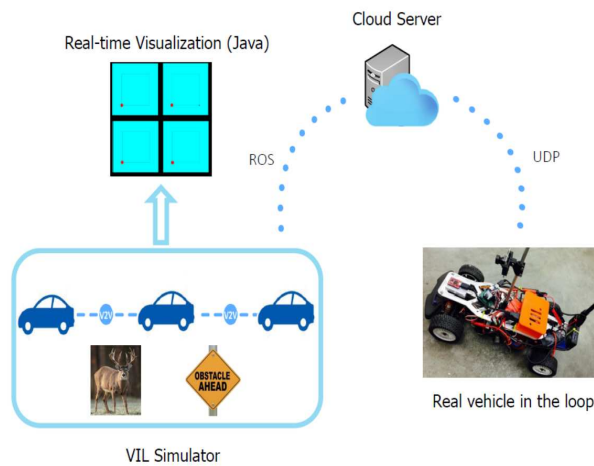 Cloud Server
Real-time Visualization (Java)
ROS
UDP
V2V
V2V
OBSTACLE
AHEAD
Real vehicle in the loop
VIL Simulator